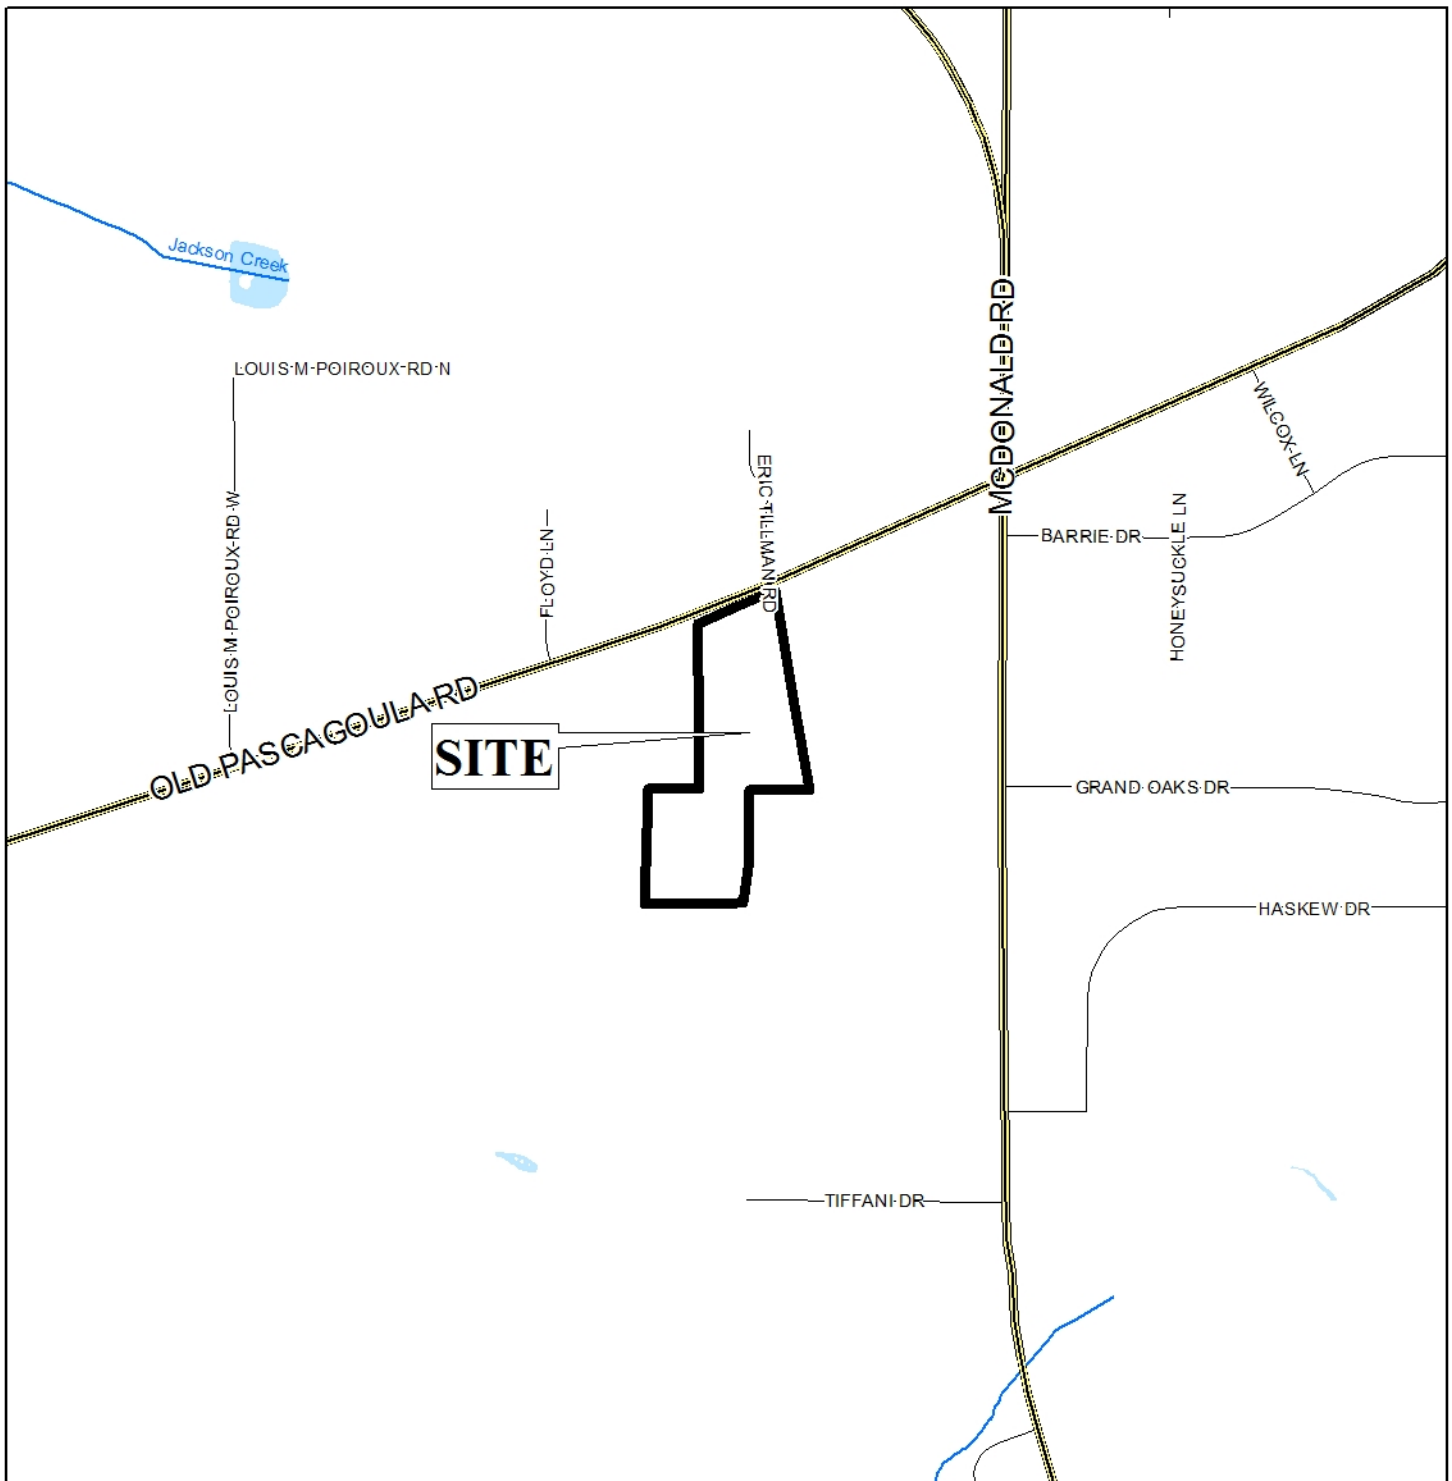 Jackson Creek
MCDONALD RD
LOUIS M POIROUX RD N
WILCOX LN
ERIC TILLMAN RD
LOUIS M POIROUX RD W
FLOYD LN
BARRIE DR
HONEYSUCKLE LN
OLD PASCAGOULA RD
SITE
GRAND OAKS DR
HASKEW DR
TIFFANI DR